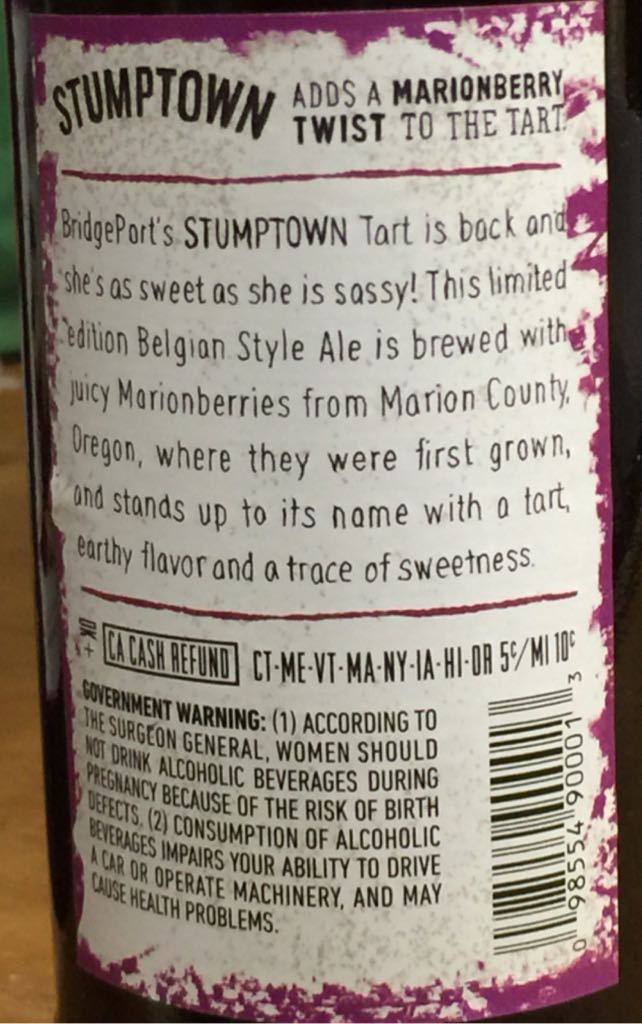 STUMPTOWN ADDS A MARIONBERRY
TWIST TO THE TART.
BridgePort's STUMPTOWN Tart is back and
she's as sweet as she is sassy! This limited
edition Belgian Style Ale is brewed with
juicy Marionberries from Marion County,
Oregon, where they were first grown,
and stands up to its name with a tart,
earthy flavor and a trace of sweetness.
CA CASH REFUND CT-ME-VT-MA-NY-IA-HI-OR 5¢/MI 10¢
GOVERNMENT WARNING: (1) ACCORDING TO
THE SURGEON GENERAL, WOMEN SHOULD
NOT DRINK ALCOHOLIC BEVERAGES DURING
PREGNANCY BECAUSE OF THE RISK OF BIRTH
DEFECTS. (2) CONSUMPTION OF ALCOHOLIC
BEVERAGES IMPAIRS YOUR ABILITY TO DRIVE
A CAR OR OPERATE MACHINERY, AND MAY
CAUSE HEALTH PROBLEMS.
0 98554 90001 3